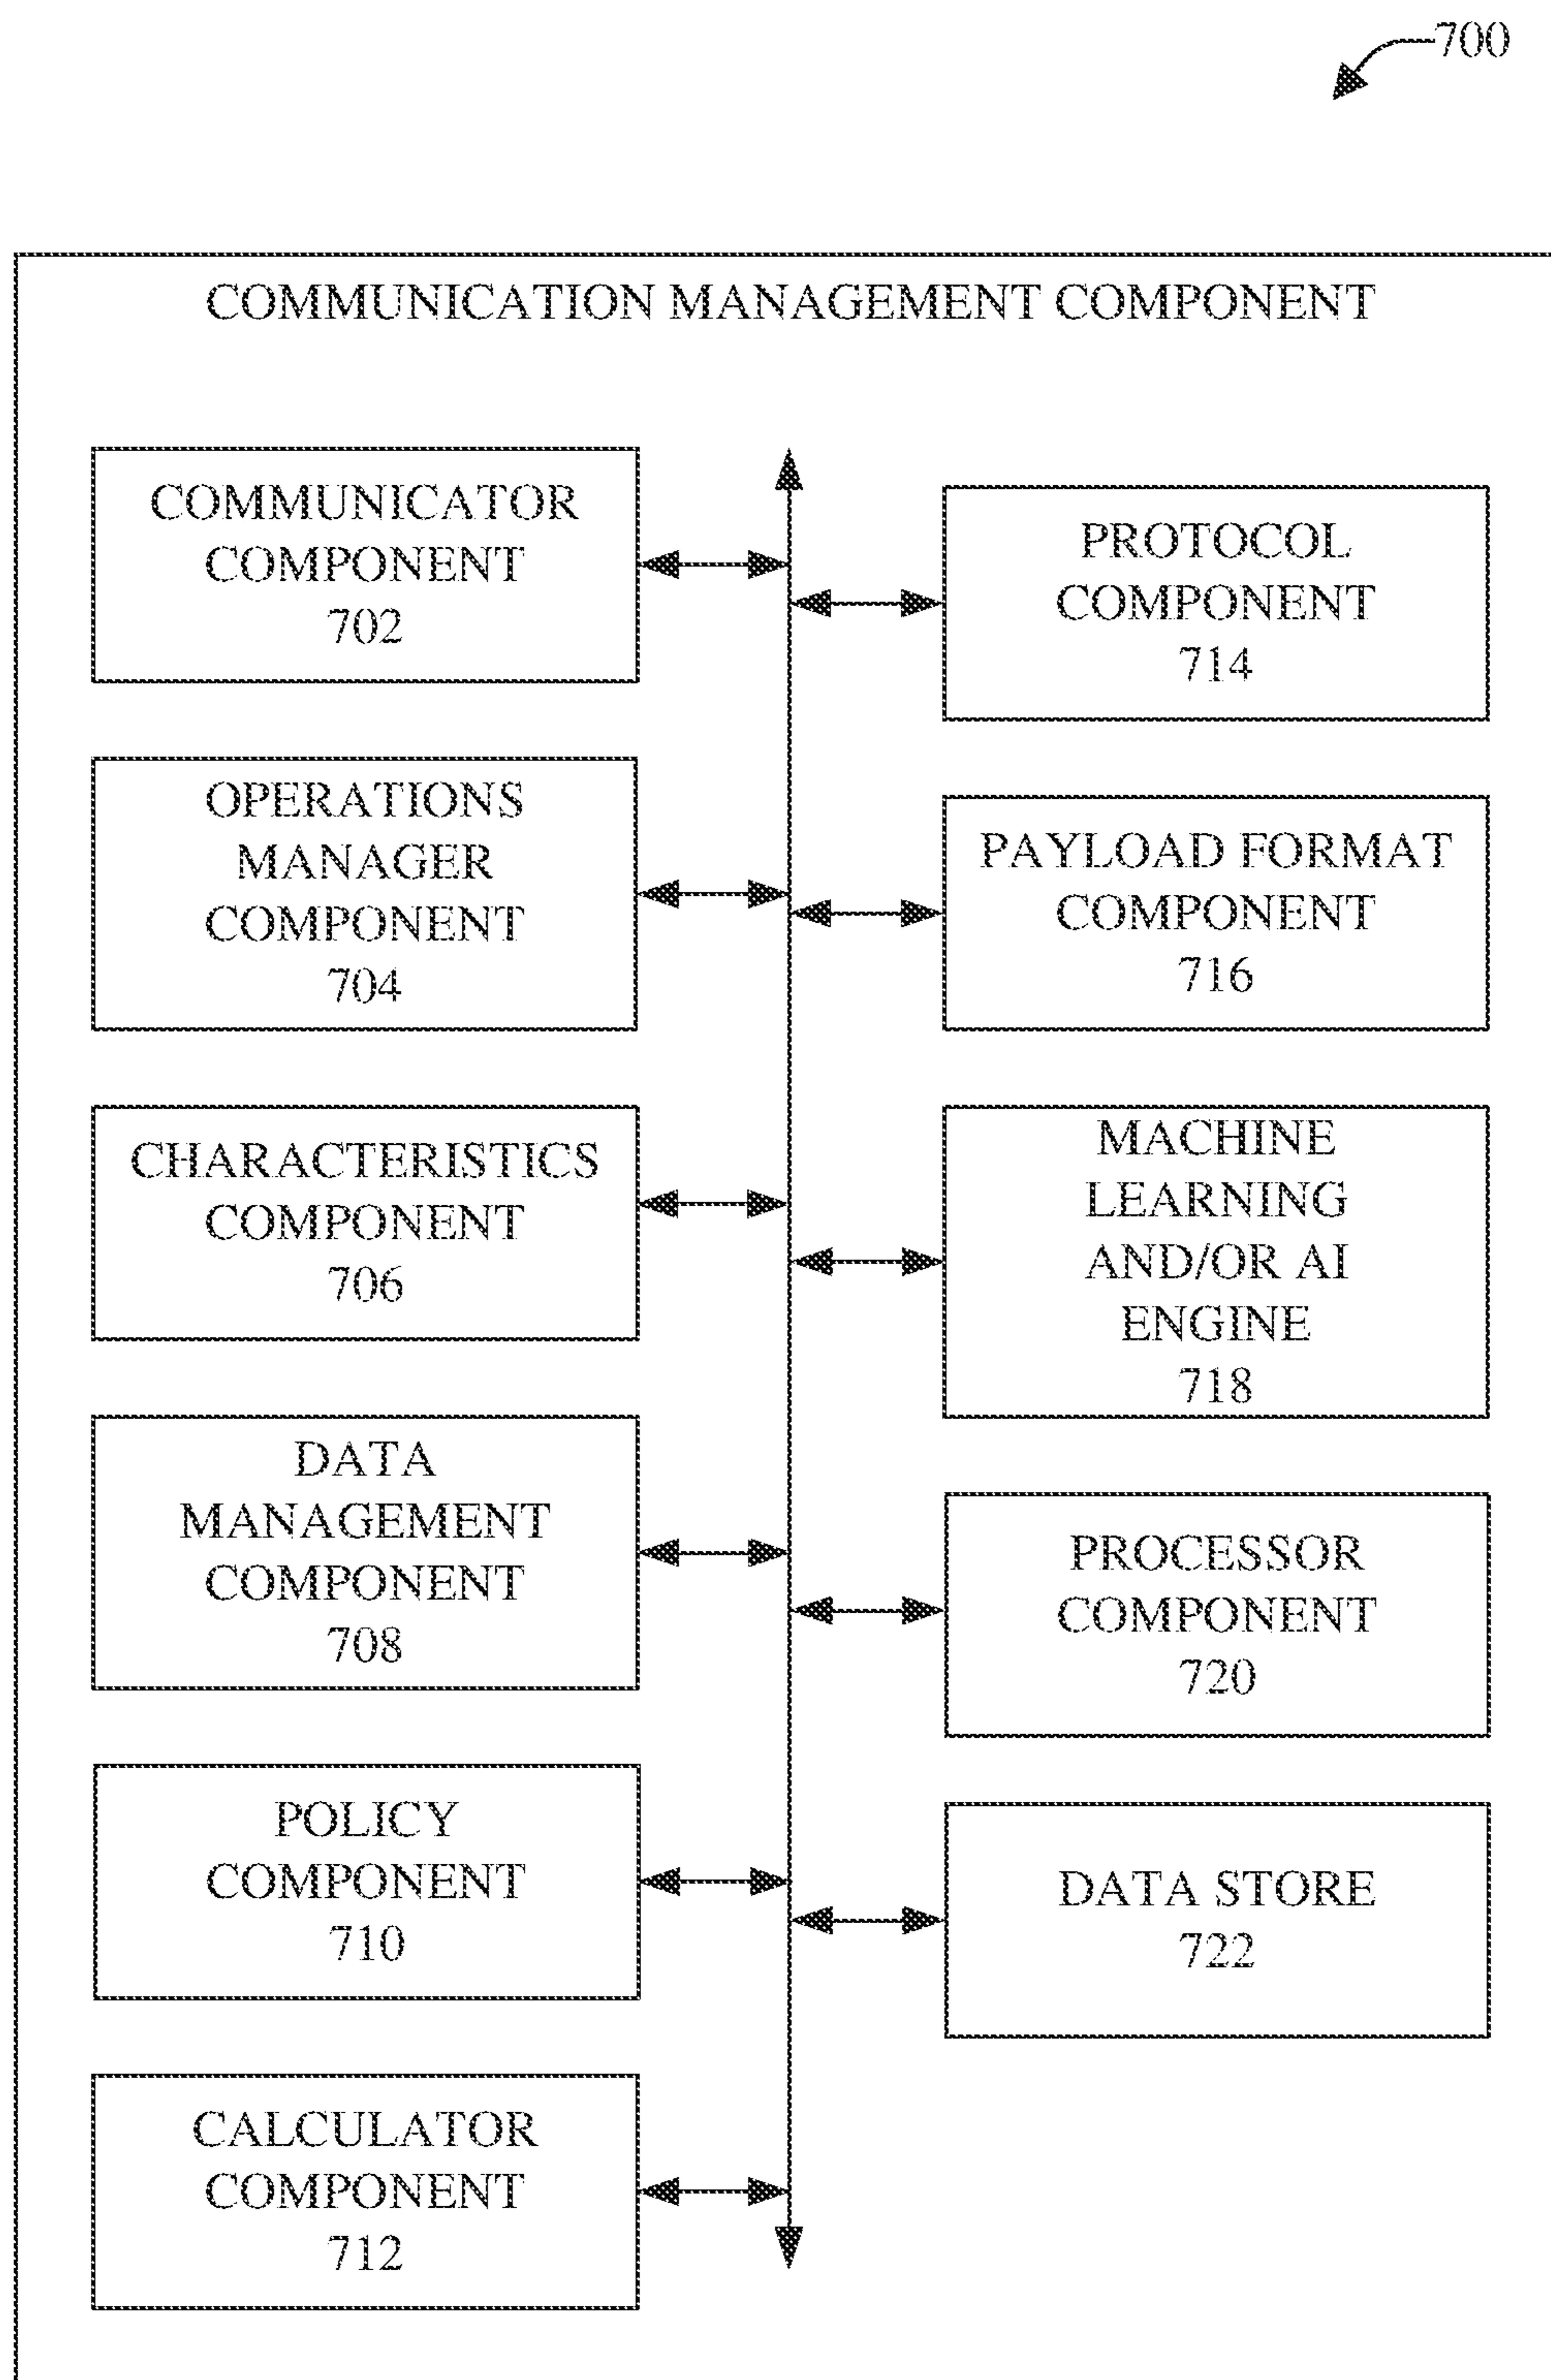 700
COMMUNICATION MANAGEMENT COMPONENT
COMMUNICATOR
COMPONENT
702
OPERATIONS
MANAGER
COMPONENT
704
CHARACTERISTICS
COMPONENT
706
DATA
MANAGEMENT
COMPONENT
708
POLICY
COMPONENT
710
CALCULATOR
COMPONENT
712
PROTOCOL
COMPONENT
714
PAYLOAD FORMAT
COMPONENT
716
MACHINE
LEARNING
AND/OR AI
ENGINE
718
PROCESSOR
COMPONENT
720
DATA STORE
722